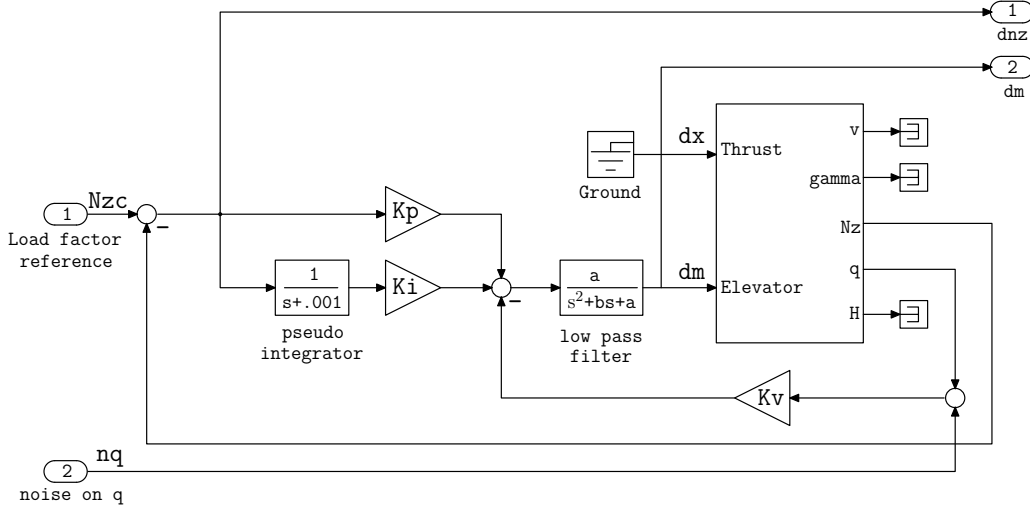 1
dnz
2
dm
dx
Thrust
v
gamma
Nz
q
H
Ground
Nzc
1
Load factor
reference
-
Kp
1
s+.001
pseudo
integrator
Ki
-
a
s²+bs+a
low pass
filter
dm
Elevator
Kv
nq
2
noise on q